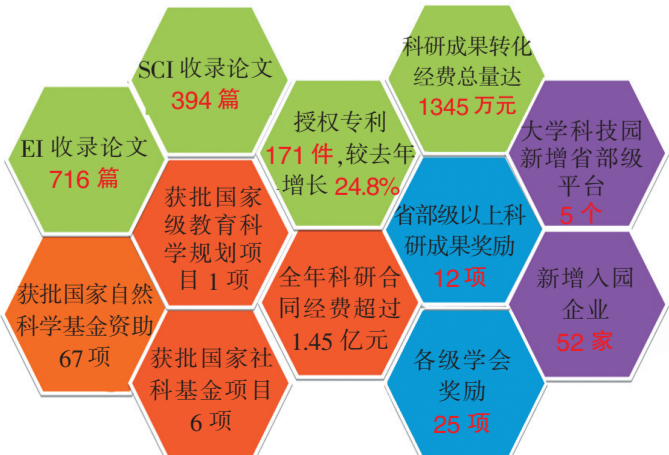 SCI 收录论文
394 篇
科研成果转化
经费总量达
1345 万元
EI 收录论文
716 篇
授权专利
171 件,较去年
增长 24.8%
大学科技园
新增省部级
平台
5 个
获批国家
级教育科
学规划项
目 1 项
省部级以上科
研成果奖励
12 项
获批国家自然
科学基金资助
67 项
全年科研合
同经费超过
1.45 亿元
新增入园
企业
52 家
获批国家社
科基金项目
6 项
各级学会
奖励
25 项